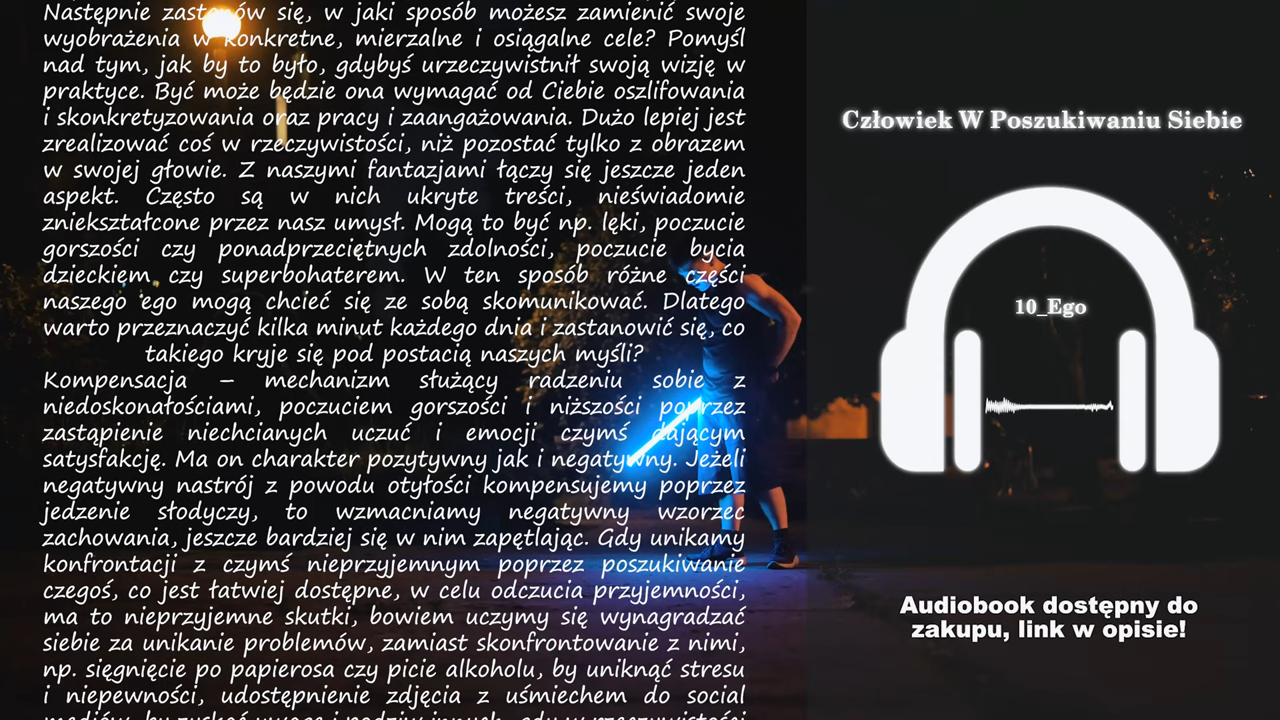 Następnie zastanów się, w jaki sposób możesz zamienić swoje
wyobrażenia w konkretne, mierzalne i osiągalne cele? Pomyśl
nad tym, jak by to było, gdybyś urzeczywistnił swoją wizję w
praktyce. Być może będzie ona wymagać od Ciebie oszlifowania
i skonkretyzowania oraz pracy i zaangażowania. Dużo lepiej jest
zrealizować coś w rzeczywistości, niż pozostać tylko z obrazem
w swojej głowie. Z naszymi fantazjami łączy się jeszcze jeden
aspekt. Często są w nich ukryte treści, nieświadomie
zniekształcone przez nasz umysł. Mogą to być np. lęki, poczucie
gorszości czy ponadprzeciętnych zdolności, poczucie bycia
dzieckiem czy superbohaterem. W ten sposób różne części
naszego ego mogą chcieć się ze sobą skomunikować. Dlatego
warto przeznaczyć kilka minut każdego dnia i zastanowić się, co
takiego kryje się pod postacią naszych myśli?
Kompensacja – mechanizm służący radzeniu sobie z
niedoskonałościami, poczuciem gorszości i niższości poprzez
zastąpienie niechcianych uczuć i emocji czymś dającym
satysfakcję. Ma on charakter pozytywny jak i negatywny. Jeżeli
negatywny nastrój z powodu otyłości kompensujemy poprzez
jedzenie słodyczy, to wzmacniamy negatywny wzorzec
zachowania, jeszcze bardziej się w nim zapętlając. Gdy unikamy
konfrontacji z czymś nieprzyjemnym poprzez poszukiwanie
czegoś, co jest łatwiej dostępne, w celu odczucia przyjemności,
ma to nieprzyjemne skutki, bowiem uczymy się wynagradzać
siebie za unikanie problemów, zamiast skonfrontowanie z nimi,
np. sięgnięcie po papierosa czy picie alkoholu, by uniknąć stresu
i niepewności, udostępnienie zdjęcia z uśmiechem do social
mediów, by zyskać uwagę i podziw innych, gdy w rzeczywistości
Człowiek W Poszukiwaniu Siebie
10_Ego
Audiobook dostępny do
zakupu, link w opisie!